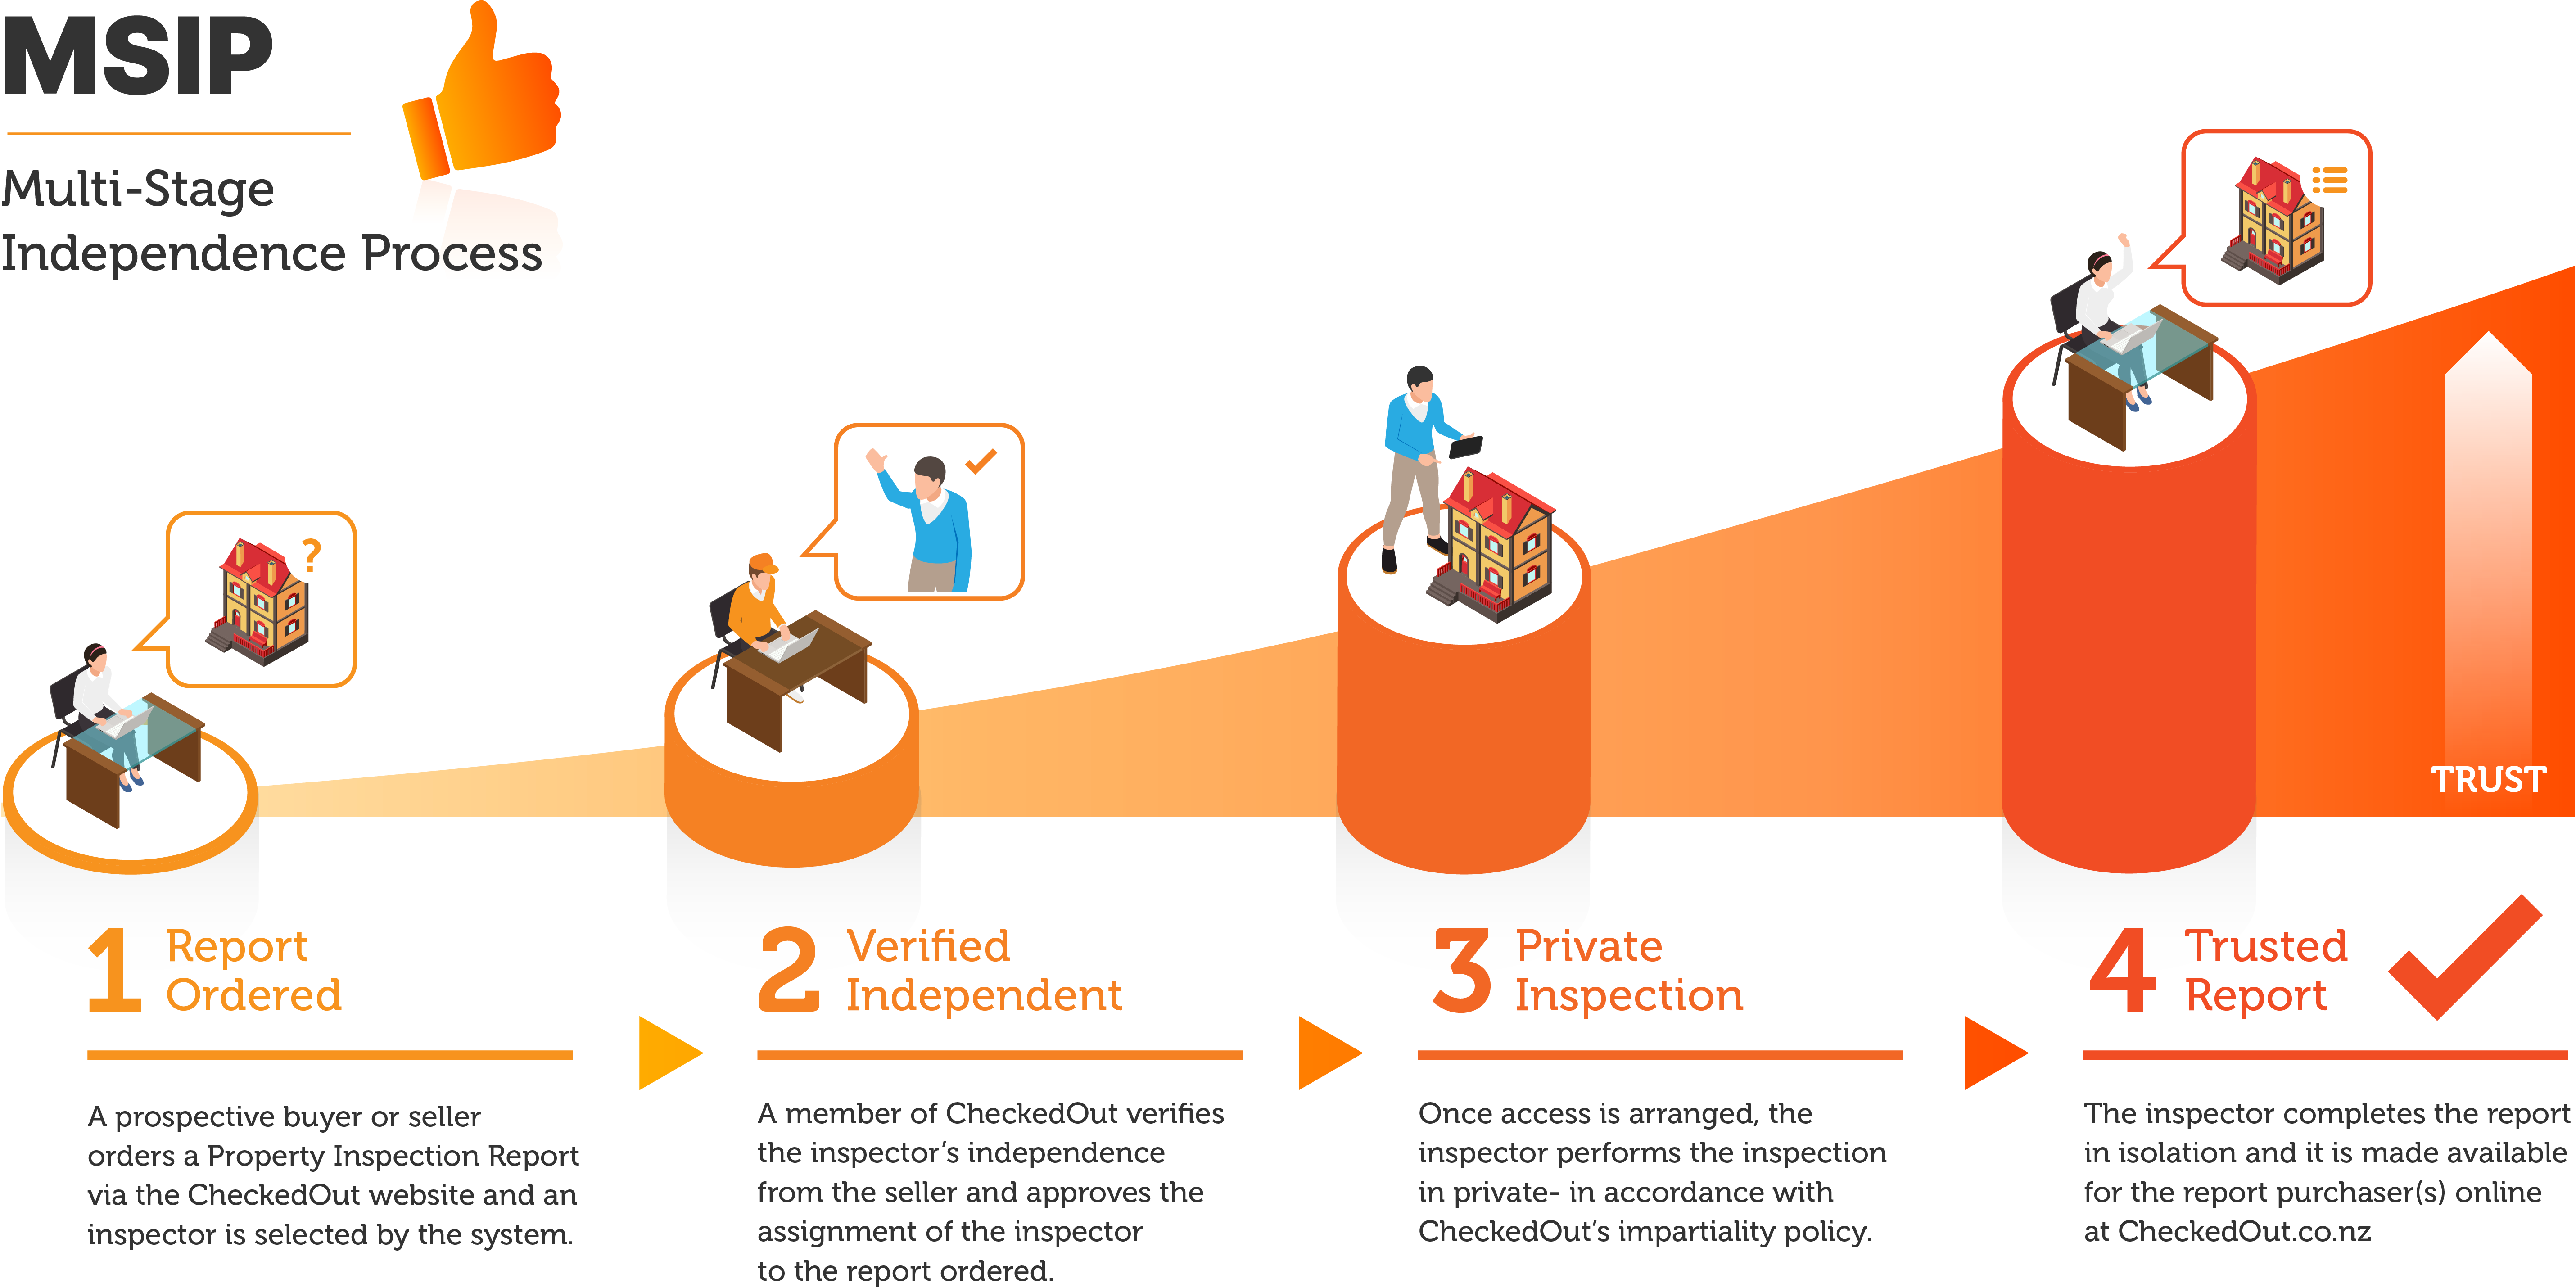 MSIP
Multi-Stage
Independence Process
?
TRUST
1 Report
Ordered
A prospective buyer or seller
orders a Property Inspection Report
via the CheckedOut website and an
inspector is selected by the system.
2 Verified
Independent
A member of CheckedOut verifies
the inspector’s independence
from the seller and approves the
assignment of the inspector
to the report ordered.
3 Private
Inspection
Once access is arranged, the
inspector performs the inspection
in private- in accordance with
CheckedOut’s impartiality policy.
4 Trusted
Report
The inspector completes the report
in isolation and it is made available
for the report purchaser(s) online
at CheckedOut.co.nz